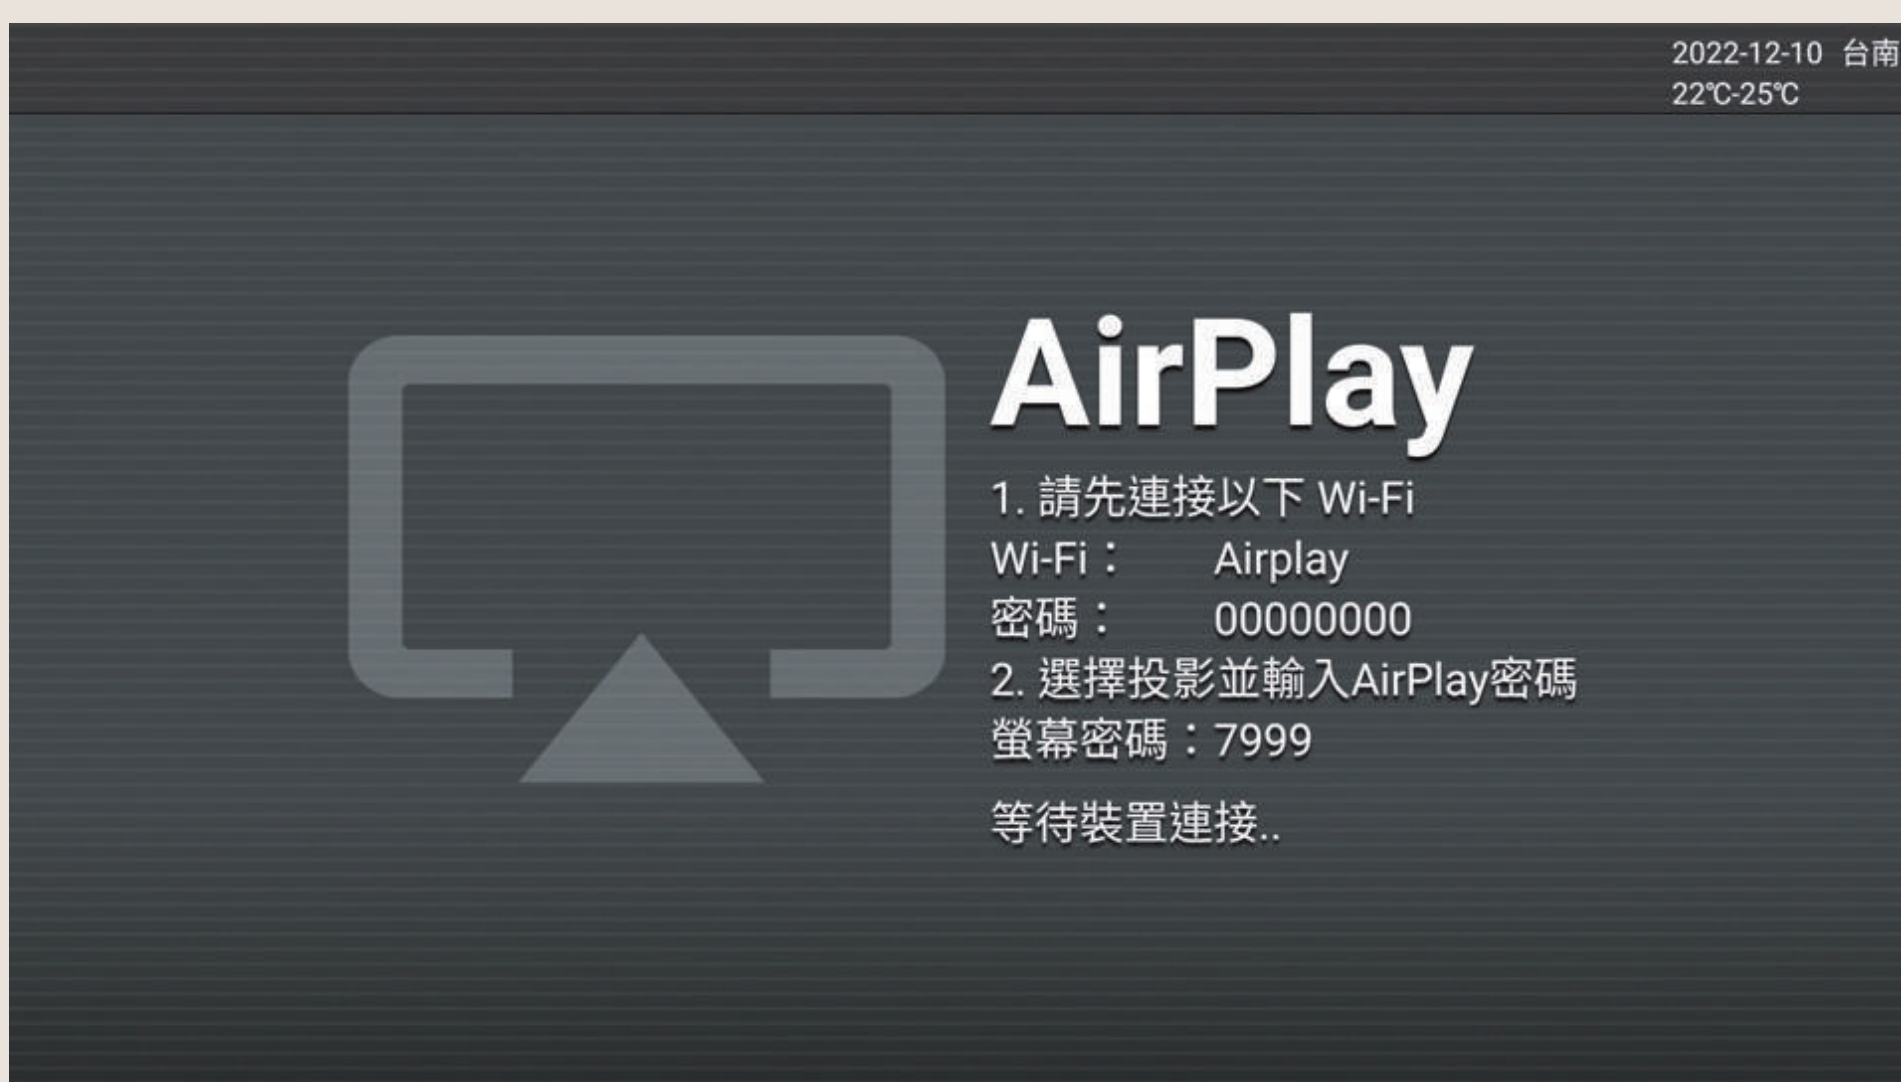 2022-12-10 台南
22℃-25℃
AirPlay
1. 請先連接以下 Wi-Fi
Wi-Fi： Airplay
密碼： 00000000
2. 選擇投影並輸入AirPlay密碼
螢幕密碼：7999
等待裝置連接..